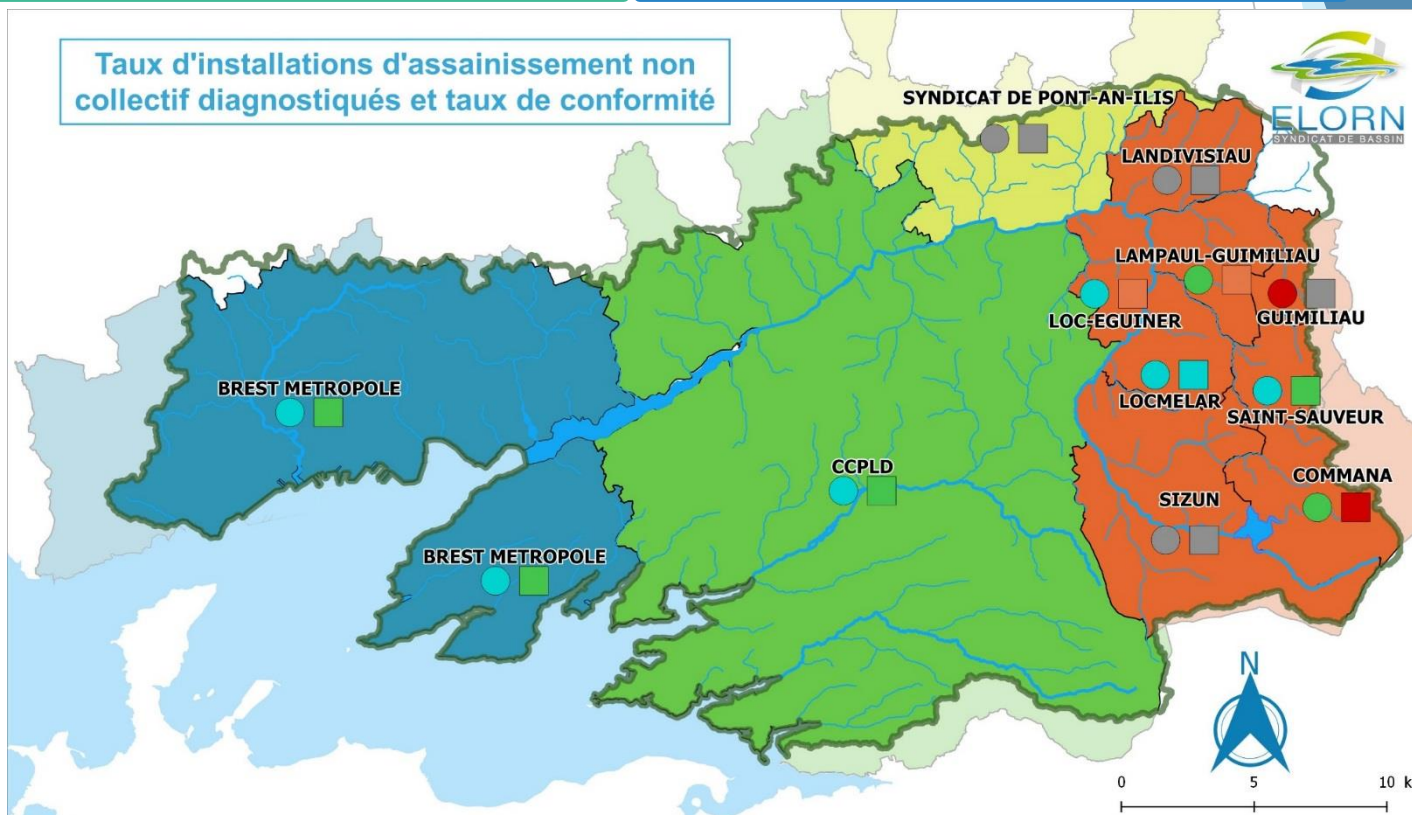 Taux d'installations d'assainissement non
collectif diagnostiqués et taux de conformité
ELORN
SYNDICAT DE BASSIN
SYNDICAT DE PONT-AN-ILIS
LANDIVISIAU
LAMPAUL-GUIMILIAU
LOC-EGUINER
GUIMILIAU
BREST METROPOLE
LOCMELAR
SAINT-SAUVEUR
CCPLD
COMMANA
SIZUN
BREST METROPOLE
N
0 5 10 k